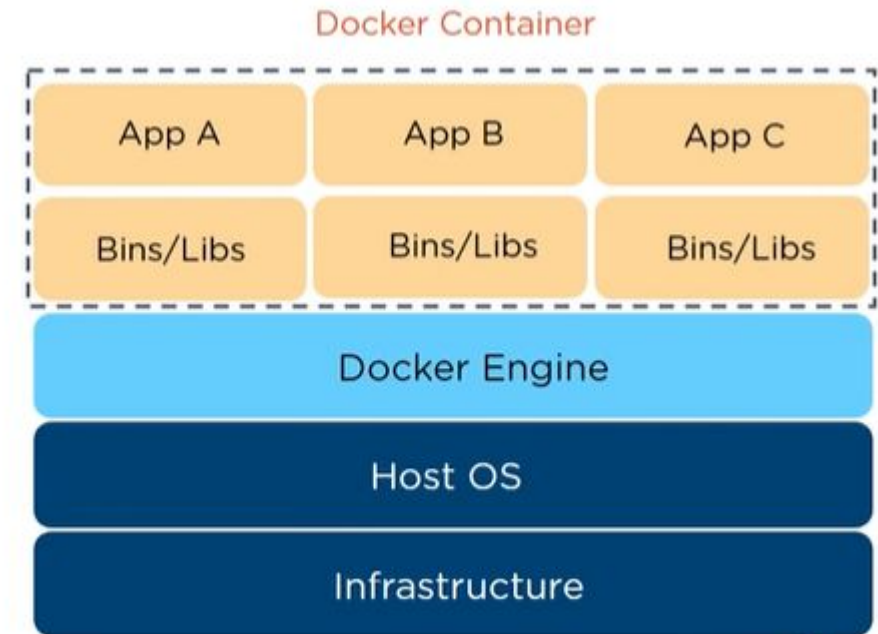 Docker Container
App A App B App C
Bins/Libs Bins/Libs Bins/Libs
Docker Engine
Host OS
Infrastructure